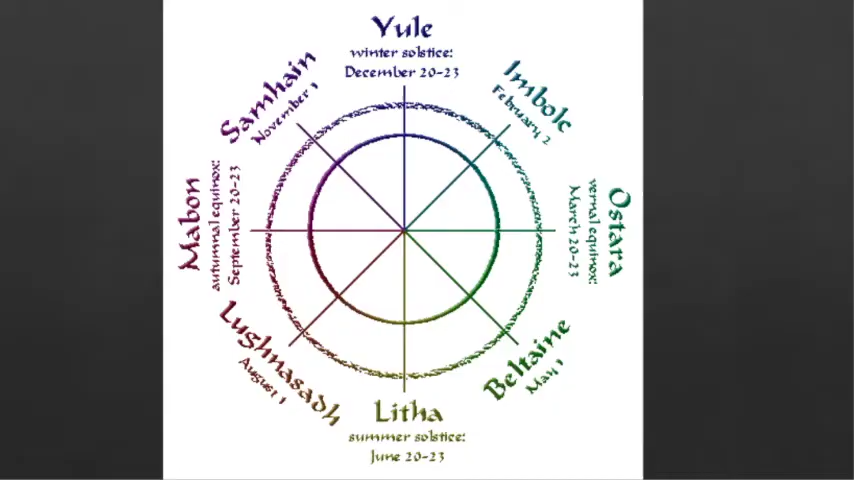 Yule
winter solstice:
December 20-23
Imbolc
February 2
Ostara
vernal equinox:
March 20-23
Beltaine
May 1
Litha
summer solstice:
June 20-23
Lughnasadh
August 1
Mabon
autumnal equinox:
September 20-23
Samhain
November 1